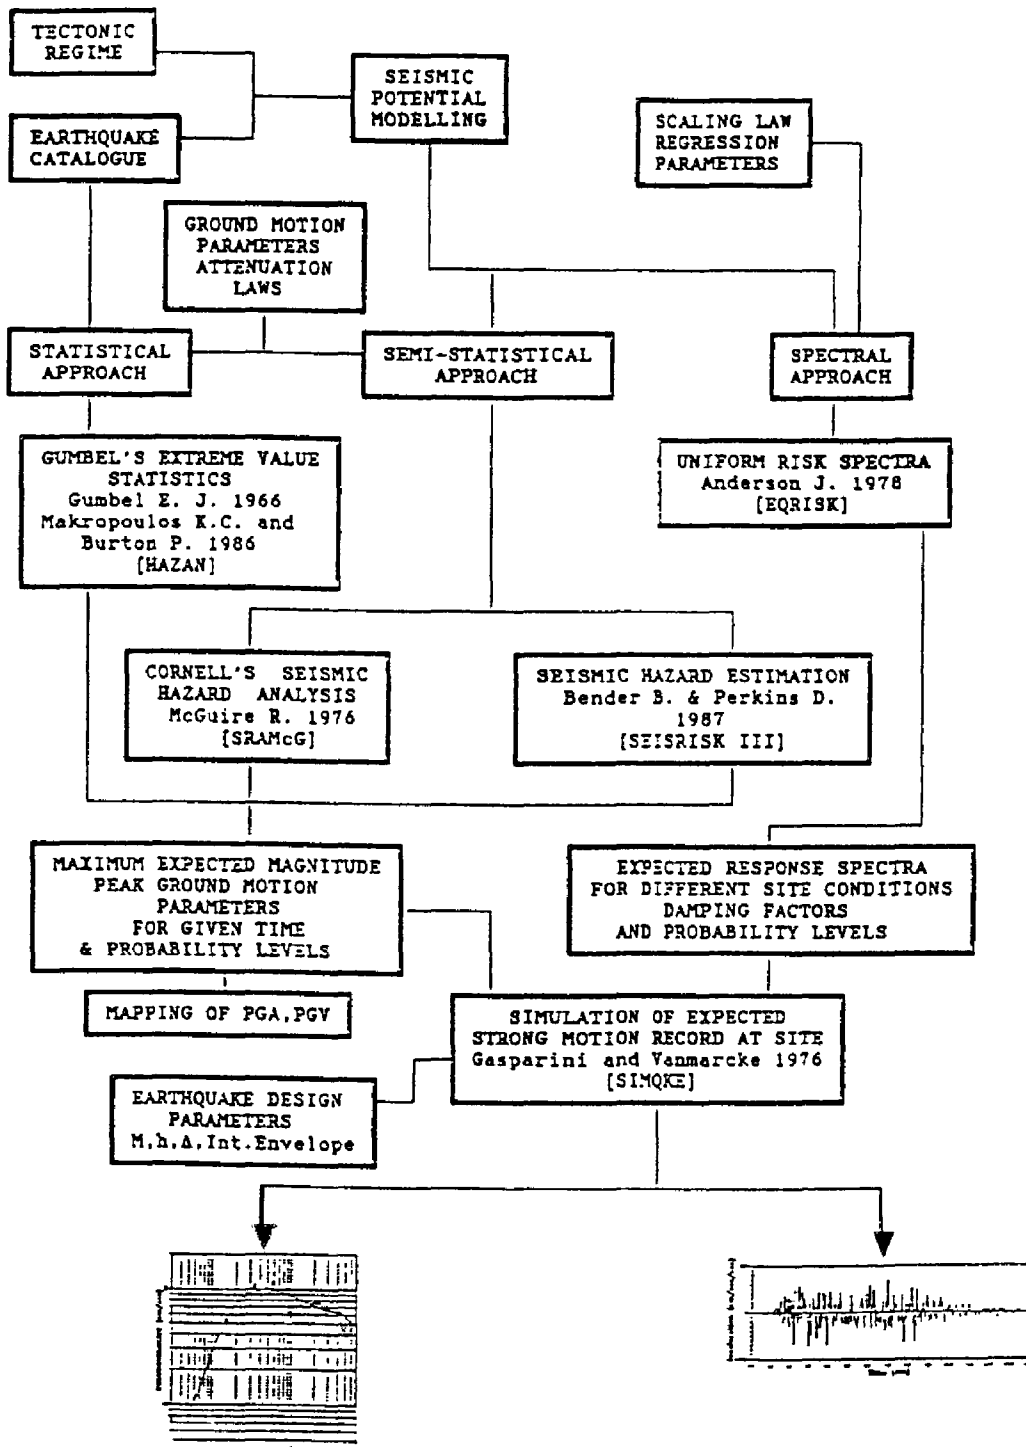 TECTONIC
REGIME
SEISMIC
POTENTIAL
MODELLING
EARTHQUAKE
CATALOGUE
SCALING LAW
REGRESSION
PARAMETERS
GROUND MOTION
PARAMETERS
ATTENUATION
LAWS
STATISTICAL
APPROACH
SEMI-STATISTICAL
APPROACH
SPECTRAL
APPROACH
GUMBEL'S EXTREME VALUE
STATISTICS
Gumbel E. J. 1966
Makropoulos K.C. and
Burton P. 1986
[HAZAN]
UNIFORM RISK SPECTRA
Anderson J. 1978
[EQRISK]
CORNELL'S SEISMIC
HAZARD ANALYSIS
McGuire R. 1976
[SRAMcG]
SEISMIC HAZARD ESTIMATION
Bender B. & Perkins D.
1987
[SEISRISK III]
MAXIMUM EXPECTED MAGNITUDE
PEAK GROUND MOTION
PARAMETERS
FOR GIVEN TIME
& PROBABILITY LEVELS
EXPECTED RESPONSE SPECTRA
FOR DIFFERENT SITE CONDITIONS
DAMPING FACTORS
AND PROBABILITY LEVELS
MAPPING OF PGA,PGV
SIMULATION OF EXPECTED
STRONG MOTION RECORD AT SITE
Gasparini and Vanmarcke 1976
[SIMQKE]
EARTHQUAKE DESIGN
PARAMETERS
M,h,Δ,Int.Envelope